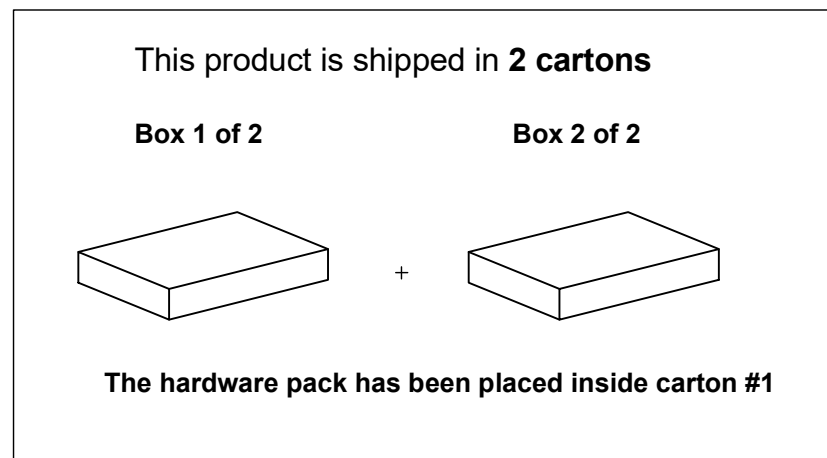 This product is shipped in 2 cartons
Box 1 of 2
Box 2 of 2
+
The hardware pack has been placed inside carton #1